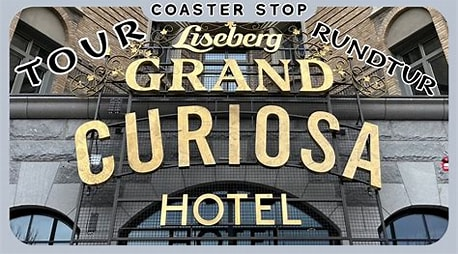 COASTER STOP
TOUR
Liseberg
RUNDTUR
GRAND
CURIOSA
HOTEL